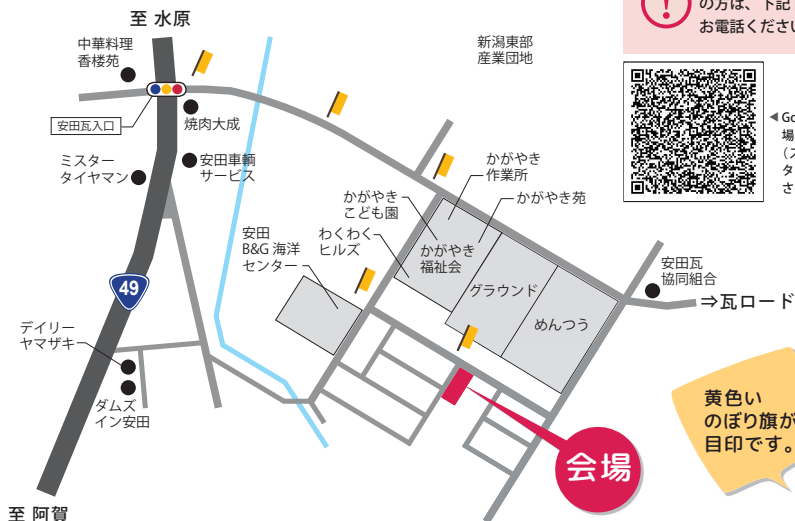 至 水原
中華料理
香楼苑
新潟東部
産業団地
の方は、下記
お電話ください
安田瓦入口
焼肉大成
ミスター
タイヤマン
安田車輌
サービス
かがやき
作業所
かがやき
こども園
かがやき苑
安田
B&G 海洋
センター
わくわく
ヒルズ
かがやき
福祉会
グラウンド
めんつう
安田瓦
協同組合
⇒瓦ロード
49
デイリー
ヤマザキ
ダムズ
イン安田
会場
黄色い
のぼり旗が
目印です。
至 阿賀